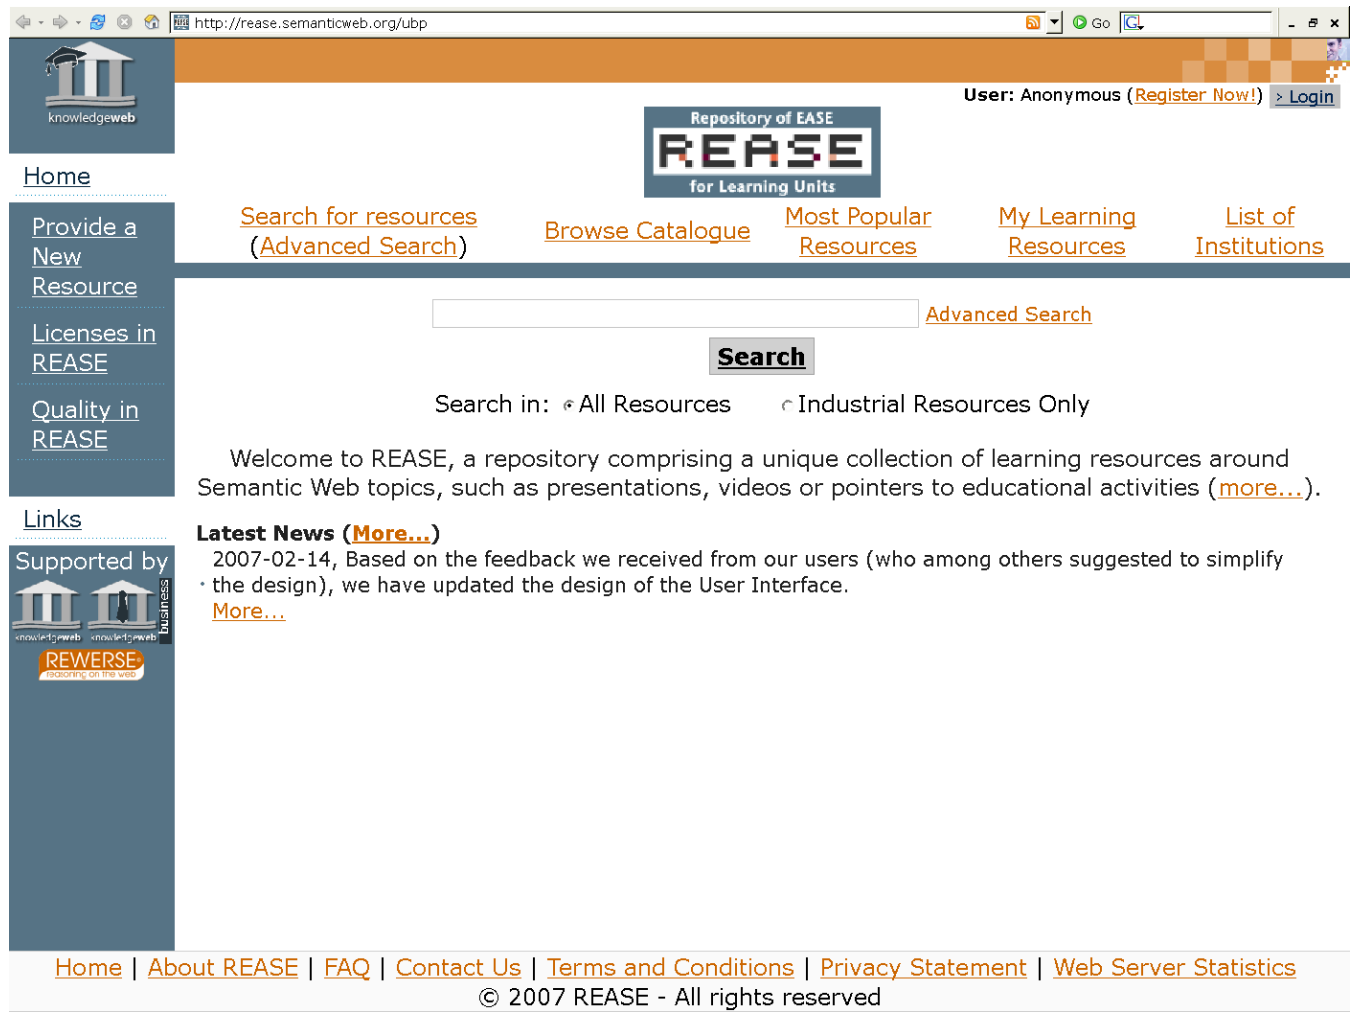 http://rease.semanticweb.org/ubp
Go
knowledgeweb
User: Anonymous (Register Now!) > Login
Repository of EASE
REASE
for Learning Units
Home
Search for resources
(Advanced Search)
Browse Catalogue
Most Popular
Resources
My Learning
Resources
List of
Institutions
Provide a
New
Resource
Licenses in
REASE
Quality in
REASE
Links
Supported by
knowledgeweb
knowledgeweb
business
REWERSE
reasoning on the web
Advanced Search
Search
Search in: All Resources Industrial Resources Only
Welcome to REASE, a repository comprising a unique collection of learning resources around
Semantic Web topics, such as presentations, videos or pointers to educational activities (more...).
Latest News (More...)
2007-02-14, Based on the feedback we received from our users (who among others suggested to simplify
the design), we have updated the design of the User Interface.
More...
Home | About REASE | FAQ | Contact Us | Terms and Conditions | Privacy Statement | Web Server Statistics
© 2007 REASE - All rights reserved